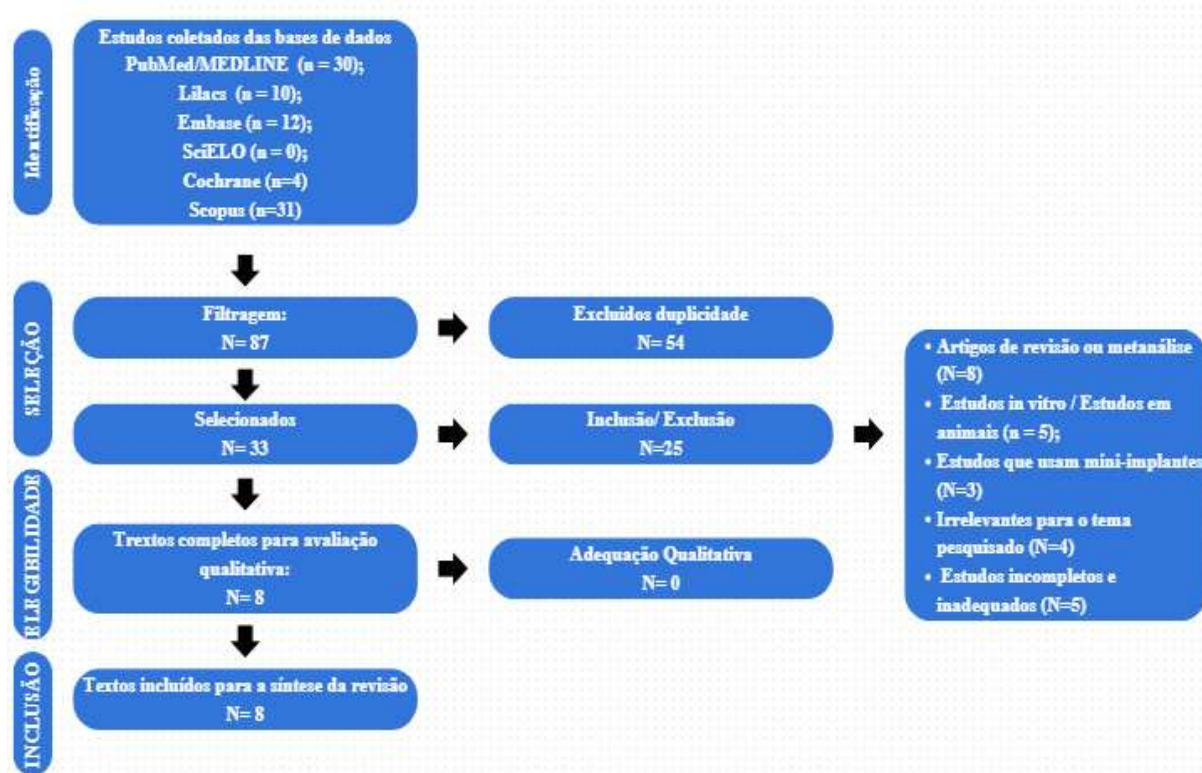 Identificação
Estudos coletados das bases de dados
PubMed/MEDLINE (n = 30);
Lilacs (n = 10);
Embase (n = 12);
SciELO (n = 0);
Cochrane (n=4)
Scopus (n=31)
SELEÇÃO
Filtragem:
N= 87
Excluidos duplicidade
N= 54
Selecionados
N= 33
Inclusão/ Exclusão
N=25
• Artigos de revisão ou metanálise
(N=8)
• Estudos in vitro / Estudos em
animais (n = 5);
• Estudos que usam mini-implantes
(N=3)
• Irrelevantes para o tema
pesquisado (N=4)
• Estudos incompletos e
inadequados (N=5)
ELEGIBILIDADE
Trextos completos para avaliação
qualitativa:
N= 8
Adequação Qualitativa
N= 0
INCLUSÃO
Textos incluídos para a síntese da revisão
N= 8